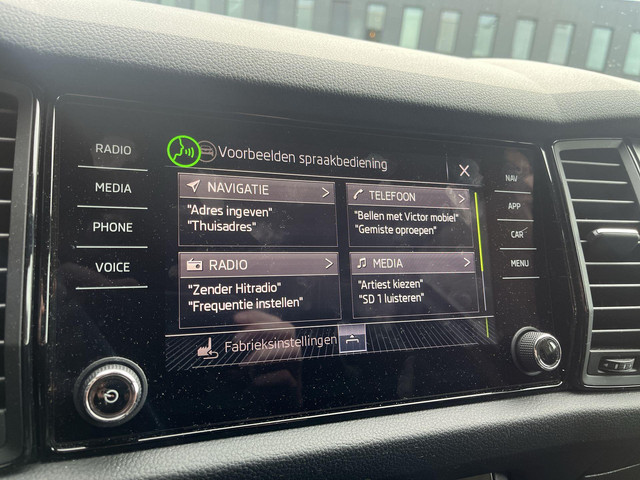 RADIO
MEDIA
PHONE
VOICE
Voorbeelden spraakbediening
X
NAVIGATIE >
"Adres ingeven"
"Thuisadres"
TELEFOON >
"Bellen met Victor mobiel"
"Gemiste oproepen"
RADIO >
"Zender Hitradio"
"Frequentie instellen"
MEDIA >
"Artiest kiezen"
"SD 1 luisteren"
Fabrieksinstellingen
NAV
APP
CAR
MENU